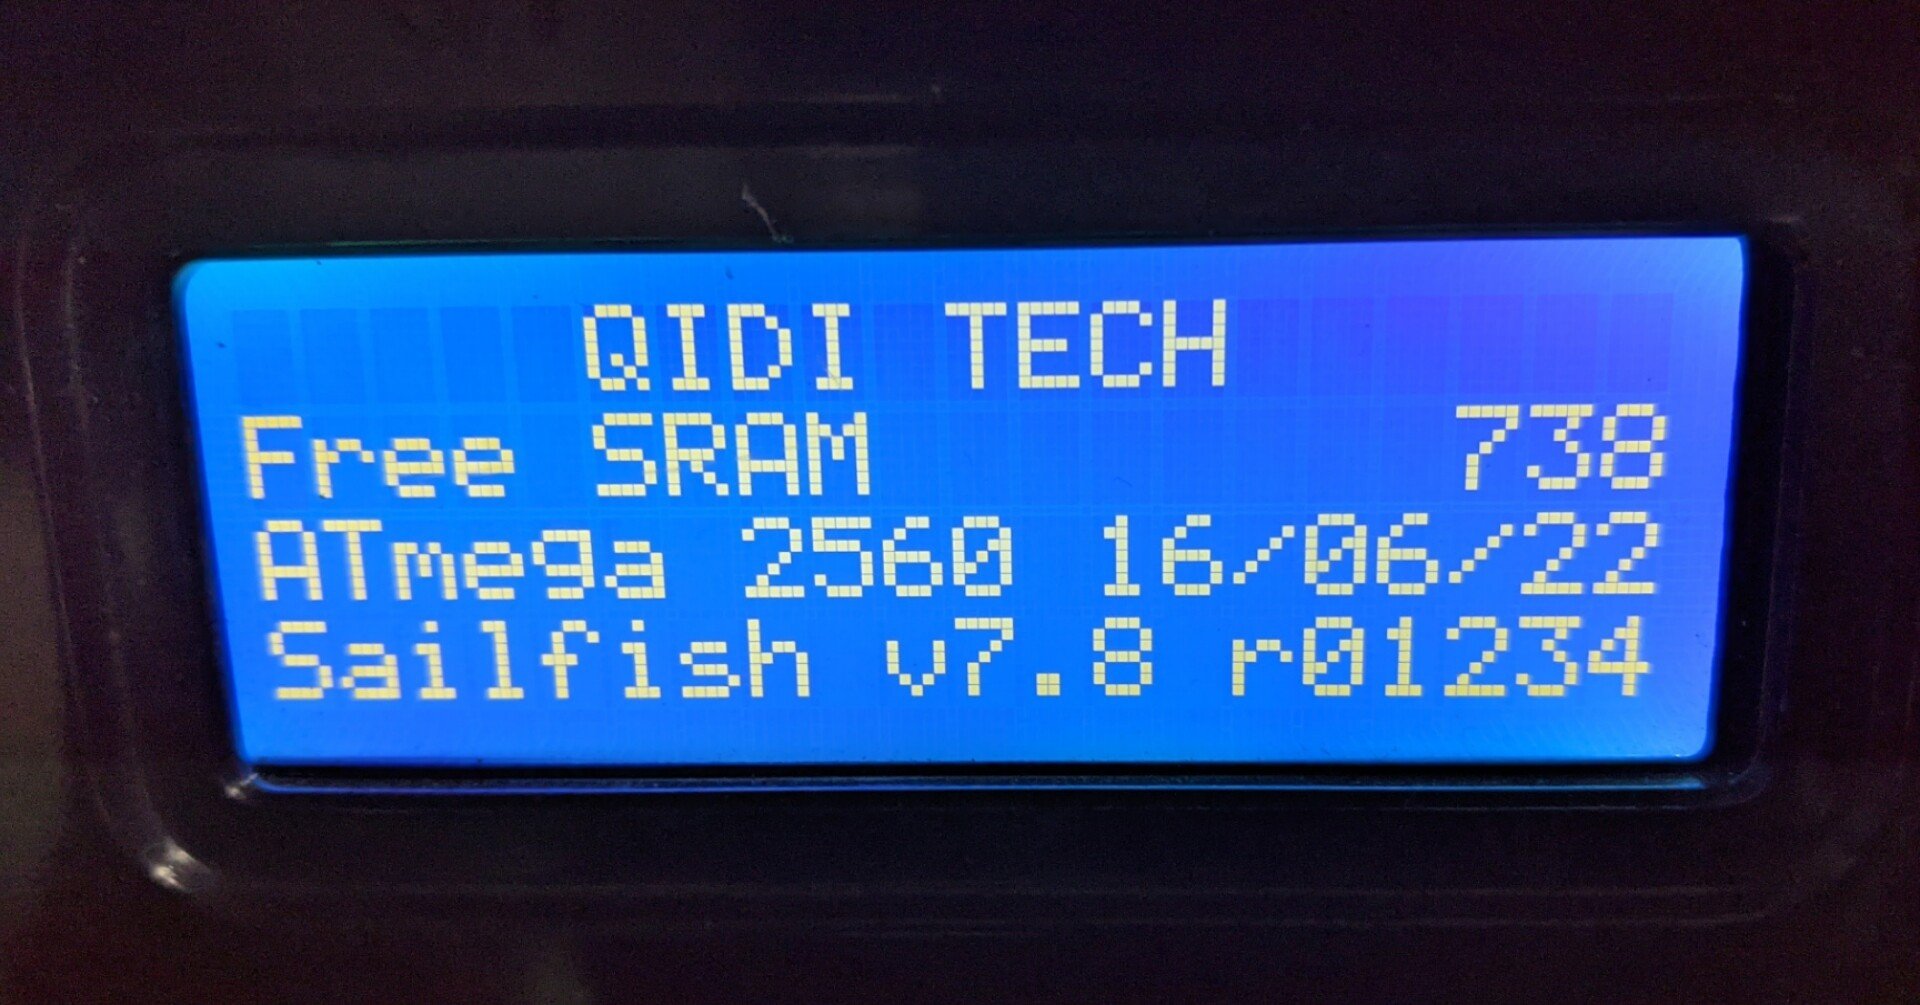 QIDI TECH
Free SRAM 738
ATmega 2560 16/06/22
Sailfish v7.8 r01234